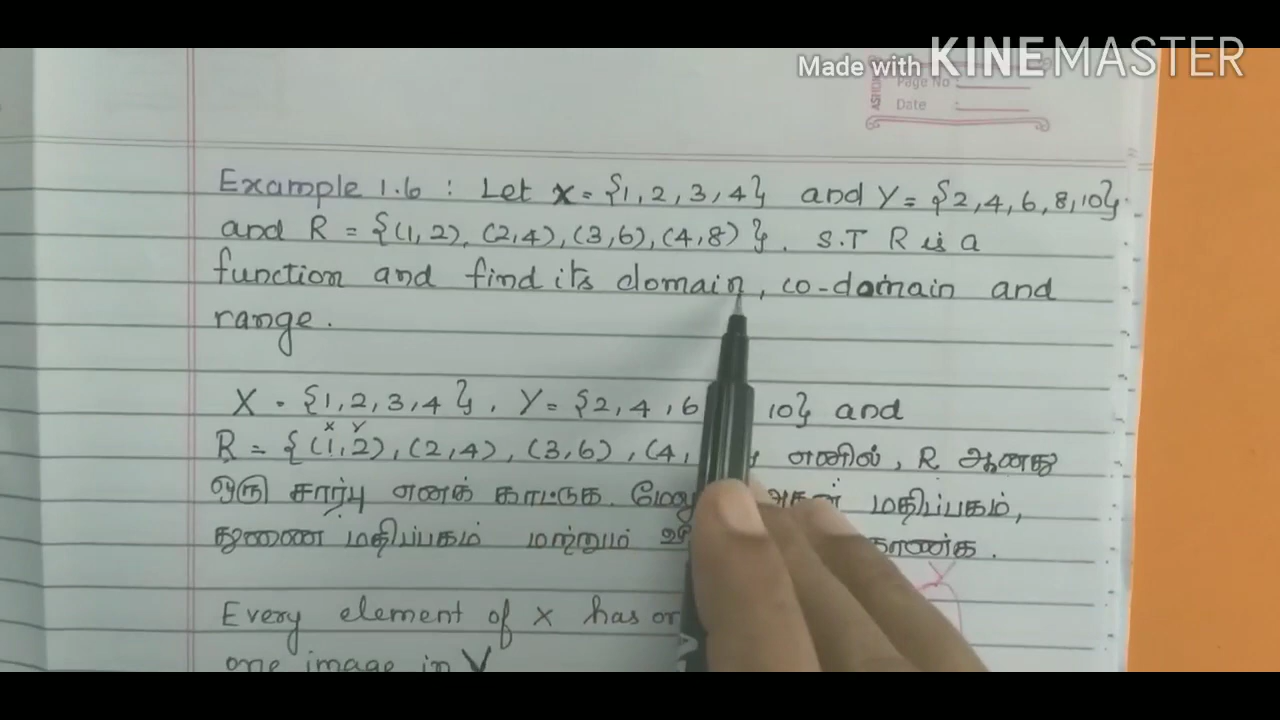 Made with KINEMASTER
Page No
Date
Example 1.6 : Let X = {1, 2, 3, 4} and Y = {2, 4, 6, 8, 10}
and R = {(1, 2), (2, 4), (3, 6), (4, 8) }. S.T R is a
function and find its domain, co-domain and
range.
X = {1, 2, 3, 4 }, Y = {2, 4, 6 10} and
x y
R = {(1, 2), (2, 4), (3, 6), (4, எனில், R ஆனது
ஒரு சார்பு எனக் காட்டுக. மதிப்பகம்,
துணை மதிப்பகம் மற்றும் காண்க.
Y
Every element of X has
one image in Y